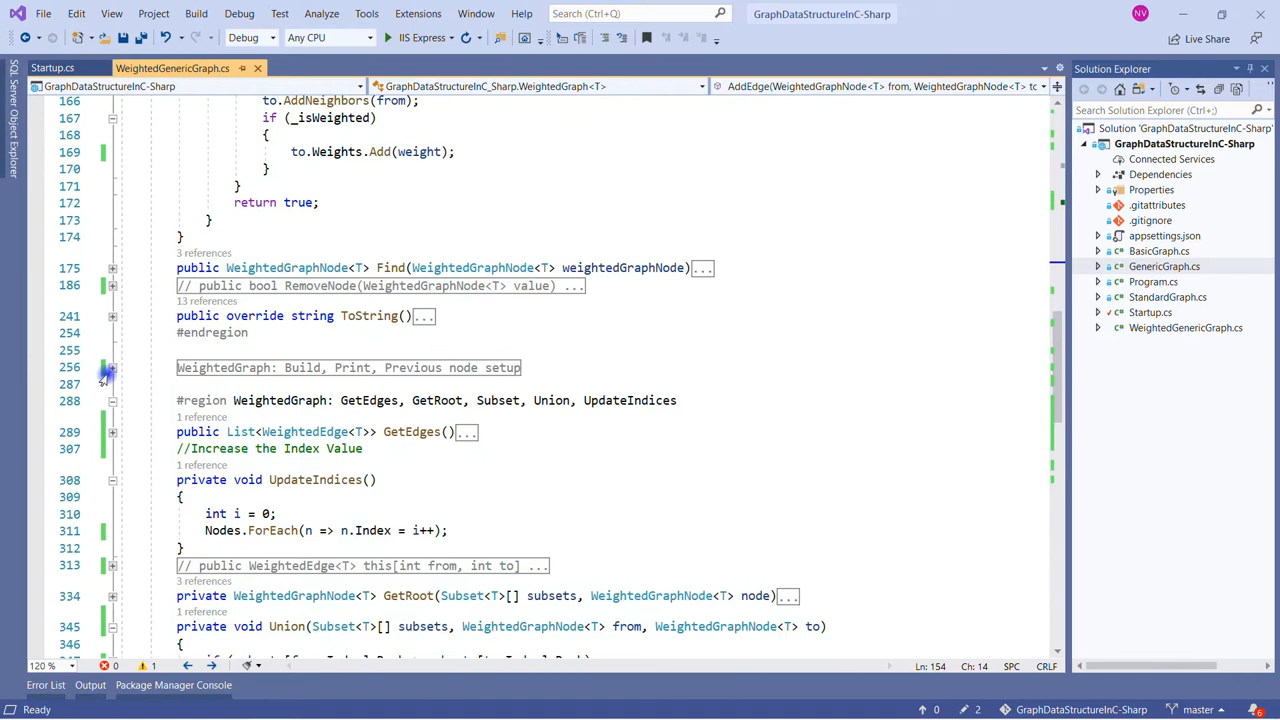 File Edit View Project Build Debug Test Analyze Tools Extensions Window Help Search (Ctrl+Q) GraphDataStructureInC-Sharp NV
Debug Any CPU IIS Express Live Share
SQL Server Object Explorer
Startup.cs WeightedGenericGraph.cs
GraphDataStructureInC-Sharp GraphDataStructureInC_Sharp.WeightedGraph<T> AddEdge(WeightedGraphNode<T> from, WeightedGraphNode<T> tc
166 to.AddNeighbors(from);
167 if (_isWeighted)
168 {
169 to.Weights.Add(weight);
170 }
171 }
172 return true;
173 }
174 }
3 references
175 public WeightedGraphNode<T> Find(WeightedGraphNode<T> weightedGraphNode)...
186 // public bool RemoveNode(WeightedGraphNode<T> value) ...
13 references
241 public override string ToString()...
254 #endregion
255
256 WeightedGraph: Build, Print, Previous node setup
287
288 #region WeightedGraph: GetEdges, GetRoot, Subset, Union, UpdateIndices
1 reference
289 public List<WeightedEdge<T>> GetEdges()...
307 //Increase the Index Value
1 reference
308 private void UpdateIndices()
309 {
310 int i = 0;
311 Nodes.ForEach(n => n.Index = i++);
312 }
313 // public WeightedEdge<T> this[int from, int to] ...
3 references
334 private WeightedGraphNode<T> GetRoot(Subset<T>[] subsets, WeightedGraphNode<T> node)...
1 reference
345 private void Union(Subset<T>[] subsets, WeightedGraphNode<T> from, WeightedGraphNode<T> to)
346 {
120 % 0 1 Ln: 154 Ch: 14 SPC CRLF
Solution Explorer
Search Solution Explorer (Ctrl+;)
Solution 'GraphDataStructureInC-Sharp'
GraphDataStructureInC-Sharp
Connected Services
Dependencies
Properties
.gitattributes
.gitignore
appsettings.json
BasicGraph.cs
GenericGraph.cs
Program.cs
StandardGraph.cs
Startup.cs
WeightedGenericGraph.cs
Error List Output Package Manager Console
Ready 0 2 GraphDataStructureInC-Sharp master 6